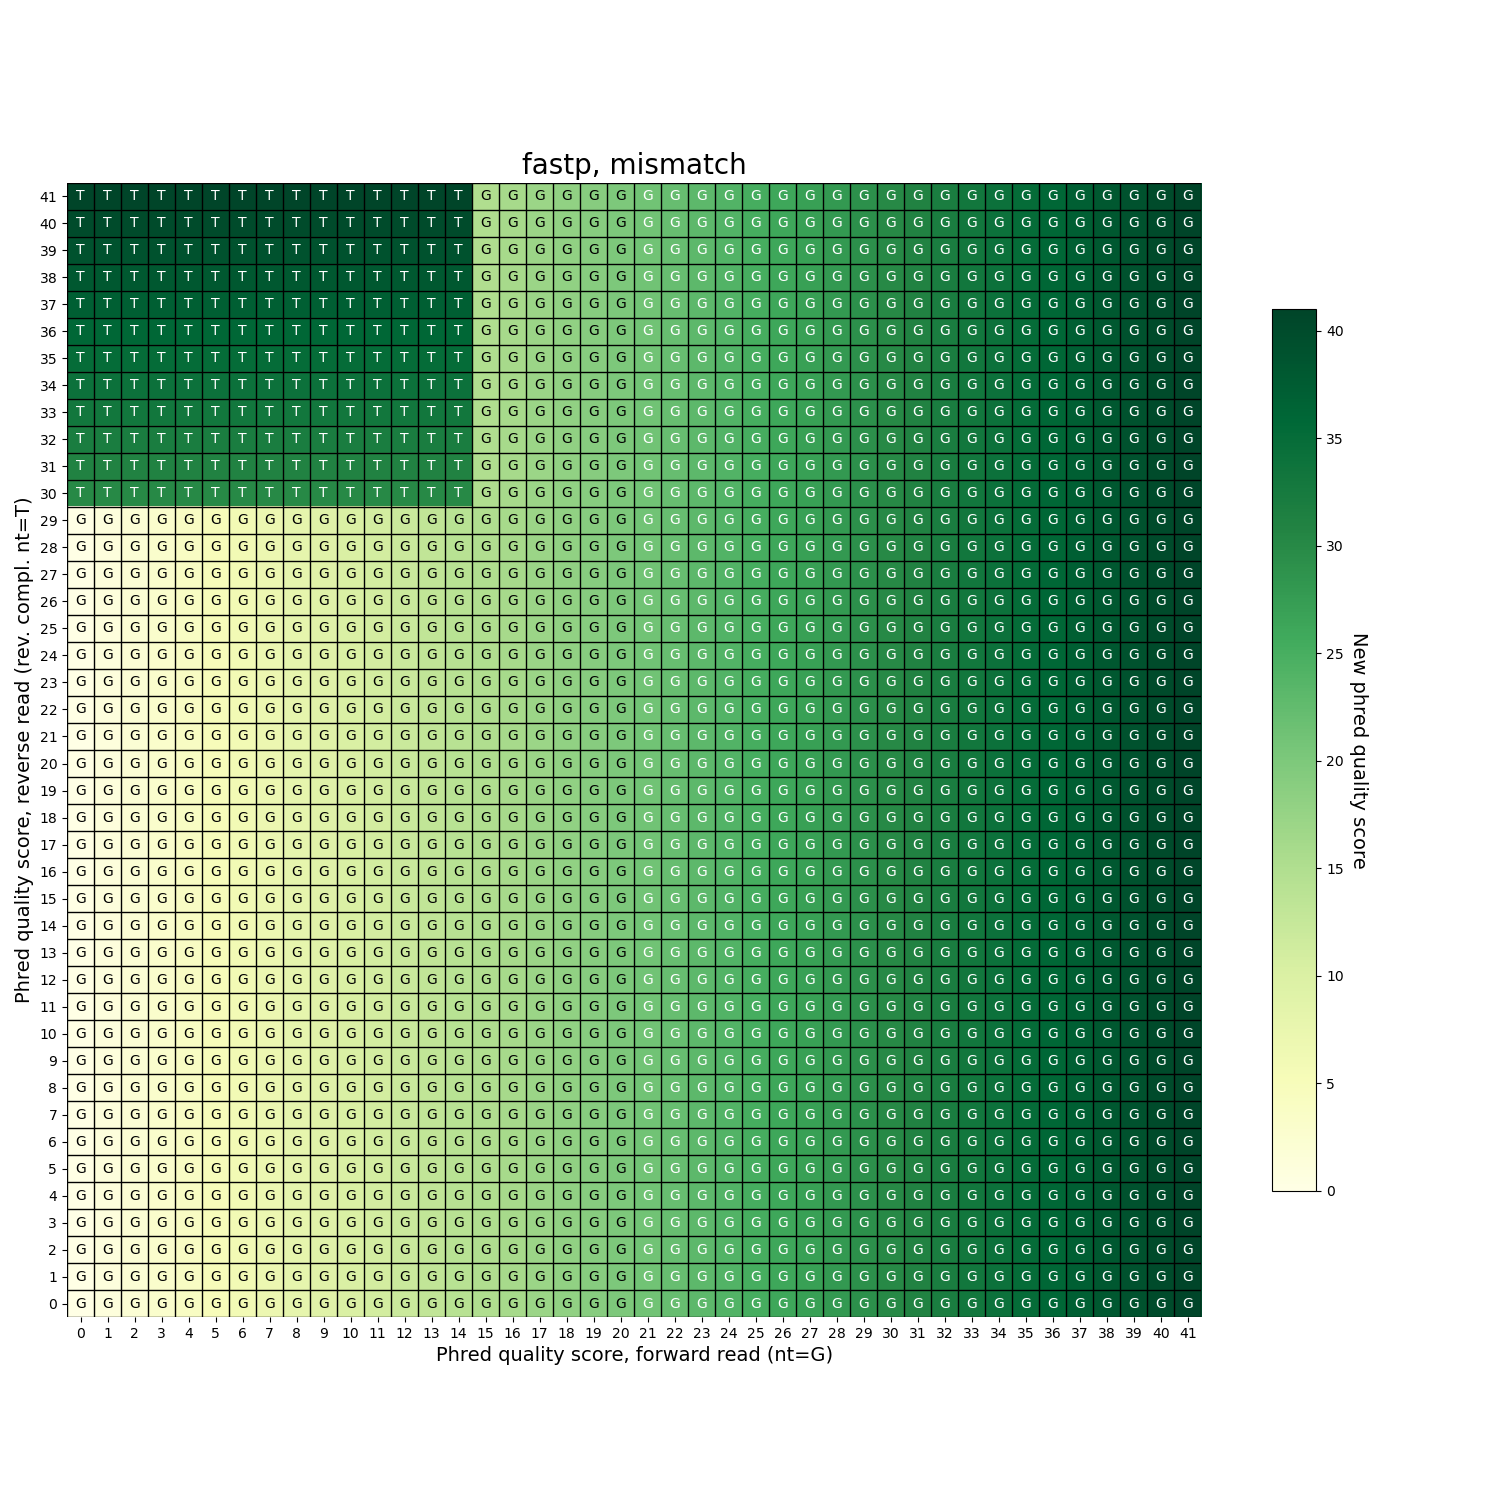 fastp, mismatch
41 T T T T T T T T T T T T T T T G G G G G G G G G G G G G G G G G G G G G G G G G G G
40 T T T T T T T T T T T T T T T G G G G G G G G G G G G G G G G G G G G G G G G G G G
39 T T T T T T T T T T T T T T T G G G G G G G G G G G G G G G G G G G G G G G G G G G
38 T T T T T T T T T T T T T T T G G G G G G G G G G G G G G G G G G G G G G G G G G G
37 T T T T T T T T T T T T T T T G G G G G G G G G G G G G G G G G G G G G G G G G G G
36 T T T T T T T T T T T T T T T G G G G G G G G G G G G G G G G G G G G G G G G G G G
35 T T T T T T T T T T T T T T T G G G G G G G G G G G G G G G G G G G G G G G G G G G
34 T T T T T T T T T T T T T T T G G G G G G G G G G G G G G G G G G G G G G G G G G G
33 T T T T T T T T T T T T T T T G G G G G G G G G G G G G G G G G G G G G G G G G G G
32 T T T T T T T T T T T T T T T G G G G G G G G G G G G G G G G G G G G G G G G G G G
31 T T T T T T T T T T T T T T T G G G G G G G G G G G G G G G G G G G G G G G G G G G
30 T T T T T T T T T T T T T T T G G G G G G G G G G G G G G G G G G G G G G G G G G G
29 G G G G G G G G G G G G G G G G G G G G G G G G G G G G G G G G G G G G G G G G G G
28 G G G G G G G G G G G G G G G G G G G G G G G G G G G G G G G G G G G G G G G G G G
27 G G G G G G G G G G G G G G G G G G G G G G G G G G G G G G G G G G G G G G G G G G
26 G G G G G G G G G G G G G G G G G G G G G G G G G G G G G G G G G G G G G G G G G G
25 G G G G G G G G G G G G G G G G G G G G G G G G G G G G G G G G G G G G G G G G G G
24 G G G G G G G G G G G G G G G G G G G G G G G G G G G G G G G G G G G G G G G G G G
23 G G G G G G G G G G G G G G G G G G G G G G G G G G G G G G G G G G G G G G G G G G
22 G G G G G G G G G G G G G G G G G G G G G G G G G G G G G G G G G G G G G G G G G G
21 G G G G G G G G G G G G G G G G G G G G G G G G G G G G G G G G G G G G G G G G G G
20 G G G G G G G G G G G G G G G G G G G G G G G G G G G G G G G G G G G G G G G G G G
19 G G G G G G G G G G G G G G G G G G G G G G G G G G G G G G G G G G G G G G G G G G
18 G G G G G G G G G G G G G G G G G G G G G G G G G G G G G G G G G G G G G G G G G G
17 G G G G G G G G G G G G G G G G G G G G G G G G G G G G G G G G G G G G G G G G G G
16 G G G G G G G G G G G G G G G G G G G G G G G G G G G G G G G G G G G G G G G G G G
15 G G G G G G G G G G G G G G G G G G G G G G G G G G G G G G G G G G G G G G G G G G
14 G G G G G G G G G G G G G G G G G G G G G G G G G G G G G G G G G G G G G G G G G G
13 G G G G G G G G G G G G G G G G G G G G G G G G G G G G G G G G G G G G G G G G G G
12 G G G G G G G G G G G G G G G G G G G G G G G G G G G G G G G G G G G G G G G G G G
11 G G G G G G G G G G G G G G G G G G G G G G G G G G G G G G G G G G G G G G G G G G
10 G G G G G G G G G G G G G G G G G G G G G G G G G G G G G G G G G G G G G G G G G G
9 G G G G G G G G G G G G G G G G G G G G G G G G G G G G G G G G G G G G G G G G G G
8 G G G G G G G G G G G G G G G G G G G G G G G G G G G G G G G G G G G G G G G G G G
7 G G G G G G G G G G G G G G G G G G G G G G G G G G G G G G G G G G G G G G G G G G
6 G G G G G G G G G G G G G G G G G G G G G G G G G G G G G G G G G G G G G G G G G G
5 G G G G G G G G G G G G G G G G G G G G G G G G G G G G G G G G G G G G G G G G G G
4 G G G G G G G G G G G G G G G G G G G G G G G G G G G G G G G G G G G G G G G G G G
3 G G G G G G G G G G G G G G G G G G G G G G G G G G G G G G G G G G G G G G G G G G
2 G G G G G G G G G G G G G G G G G G G G G G G G G G G G G G G G G G G G G G G G G G
1 G G G G G G G G G G G G G G G G G G G G G G G G G G G G G G G G G G G G G G G G G G
0 G G G G G G G G G G G G G G G G G G G G G G G G G G G G G G G G G G G G G G G G G G
0 1 2 3 4 5 6 7 8 9 10 11 12 13 14 15 16 17 18 19 20 21 22 23 24 25 26 27 28 29 30 31 32 33 34 35 36 37 38 39 40 41
Phred quality score, forward read (nt=G)
Phred quality score, reverse read (rev. compl. nt=T)
40
35
30
25
20
15
10
5
0
New phred quality score